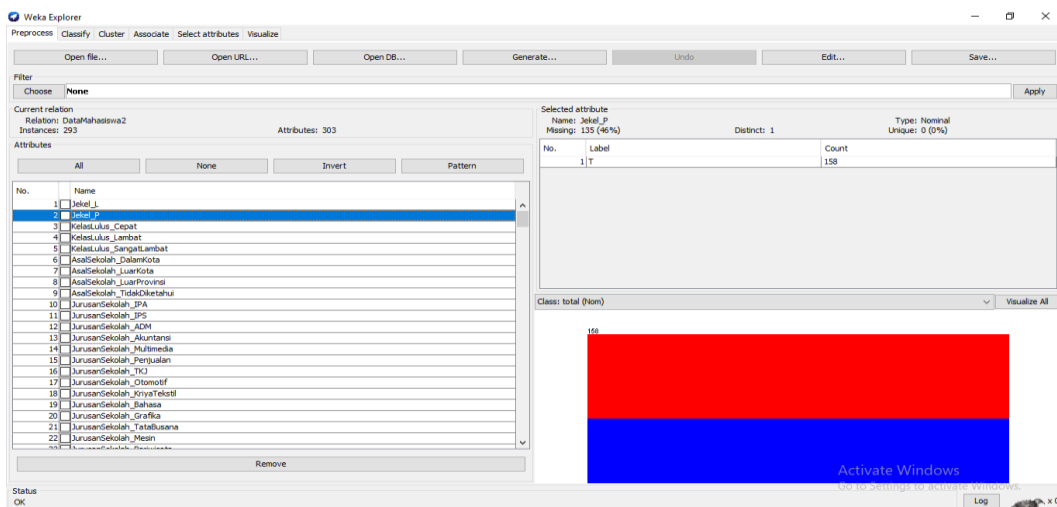 Weka Explorer
Preprocess Classify Cluster Associate Select attributes Visualize
Open file... Open URL... Open DB... Generate... Undo Edit... Save...
Filter
Choose None Apply
Current relation
Relation: DataMahasiswa2
Instances: 293 Attributes: 303
Attributes
All None Invert Pattern
No. Name
1 Jekel_L
2 Jekel_P
3 KelasLulus_Cepat
4 KelasLulus_Lambat
5 KelasLulus_SangatLambat
6 AsalSekolah_DalamKota
7 AsalSekolah_LuarKota
8 AsalSekolah_LuarProvinsi
9 AsalSekolah_TidakDiketahui
10 JurusanSekolah_IPA
11 JurusanSekolah_IPS
12 JurusanSekolah_ADM
13 JurusanSekolah_Akuntansi
14 JurusanSekolah_Multimedia
15 JurusanSekolah_Penjualan
16 JurusanSekolah_TKJ
17 JurusanSekolah_Otomotif
18 JurusanSekolah_KriyaTekstil
19 JurusanSekolah_Bahasa
20 JurusanSekolah_Grafika
21 JurusanSekolah_TataBusana
22 JurusanSekolah_Mesin
Remove
Selected attribute
Name: Jekel_P Type: Nominal
Missing: 135 (46%) Distinct: 1 Unique: 0 (0%)
No. Label Count
1 T 158
Class: total (Nom) Visualize All
158
Activate Windows
Go to Settings to activate Windows.
Status
OK
Log